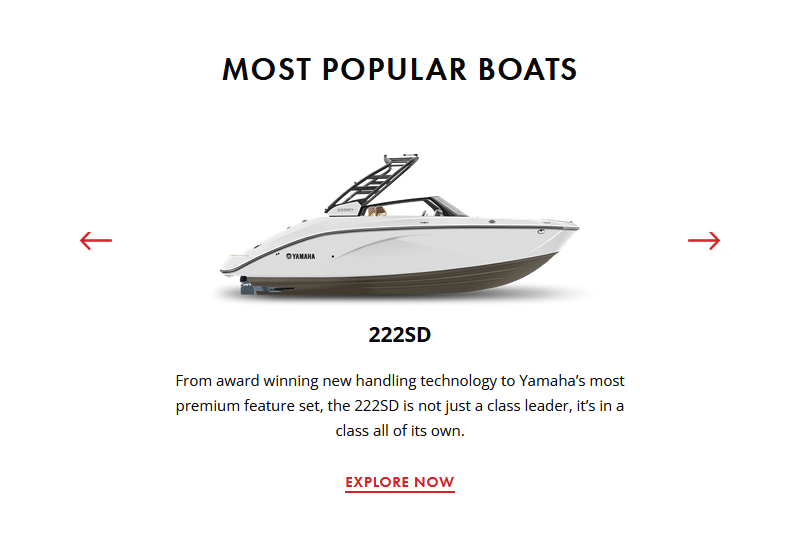 MOST POPULAR BOATS
YAMAHA
222SD
From award winning new handling technology to Yamaha’s most
premium feature set, the 222SD is not just a class leader, it’s in a
class all of its own.
EXPLORE NOW